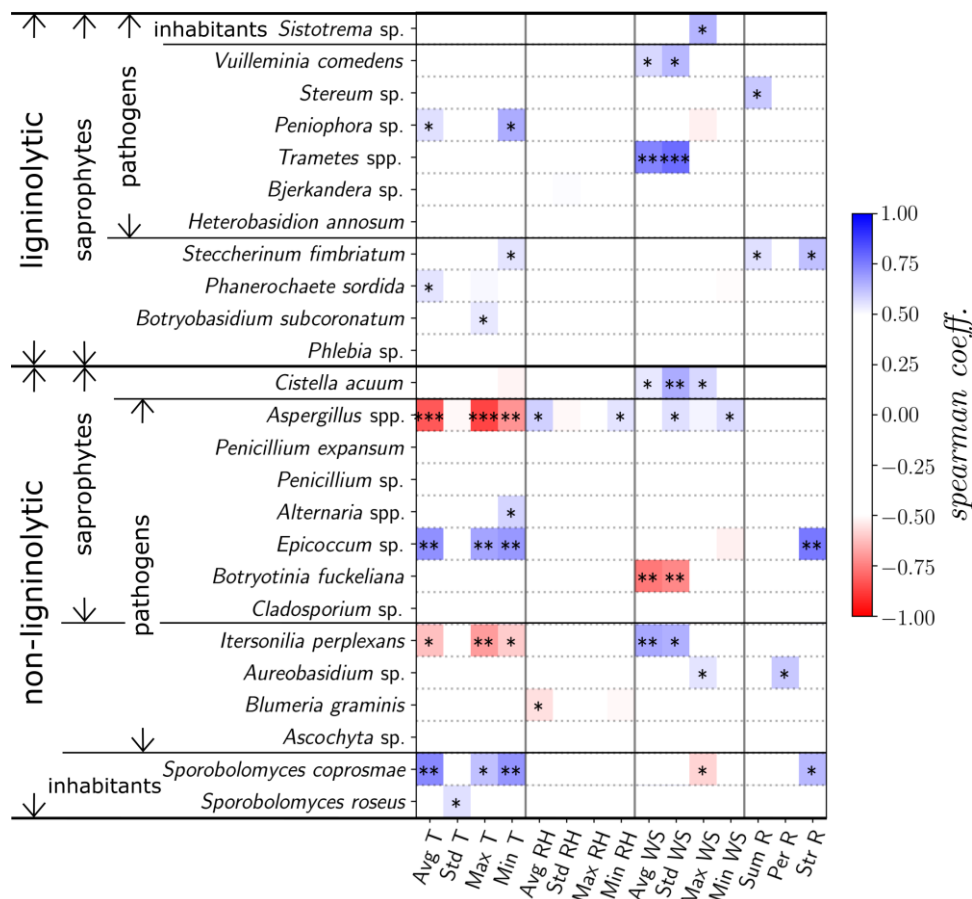 inhabitants Sistotrema sp.
Vuilleminia comedens
Stereum sp.
Peniophora sp.
Trametes spp.
Bjerkandera sp.
Heterobasidion annosum
Steccherinum fimbriatum
Phanerochaete sordida
Botryobasidium subcoronatum
Phlebia sp.
Cistella acuum
Aspergillus spp.
Penicillium expansum
Penicillium sp.
Alternaria spp.
Epicoccum sp.
Botryotinia fuckeliana
Cladosporium sp.
Itersonilia perplexans
Aureobasidium sp.
Blumeria graminis
Ascochyta sp.
inhabitants Sporobolomyces coprosmae
Sporobolomyces roseus
ligninolytic
saprophytes
pathogens
non-ligninolytic
saprophytes
pathogens
*
* *
*
* *
** ***
* * *
*
*
* ** *
*** *** ** * * * *
*
** ** ** **
** **
* ** * ** *
* *
*
** * ** * *
*
Avg T
Std T
Max T
Min T
Avg RH
Std RH
Max RH
Min RH
Avg WS
Std WS
Max WS
Min WS
Sum R
Per R
Str R
1.00
0.75
0.50
0.25
0.00
−0.25
−0.50
−0.75
−1.00
spearman coeff.